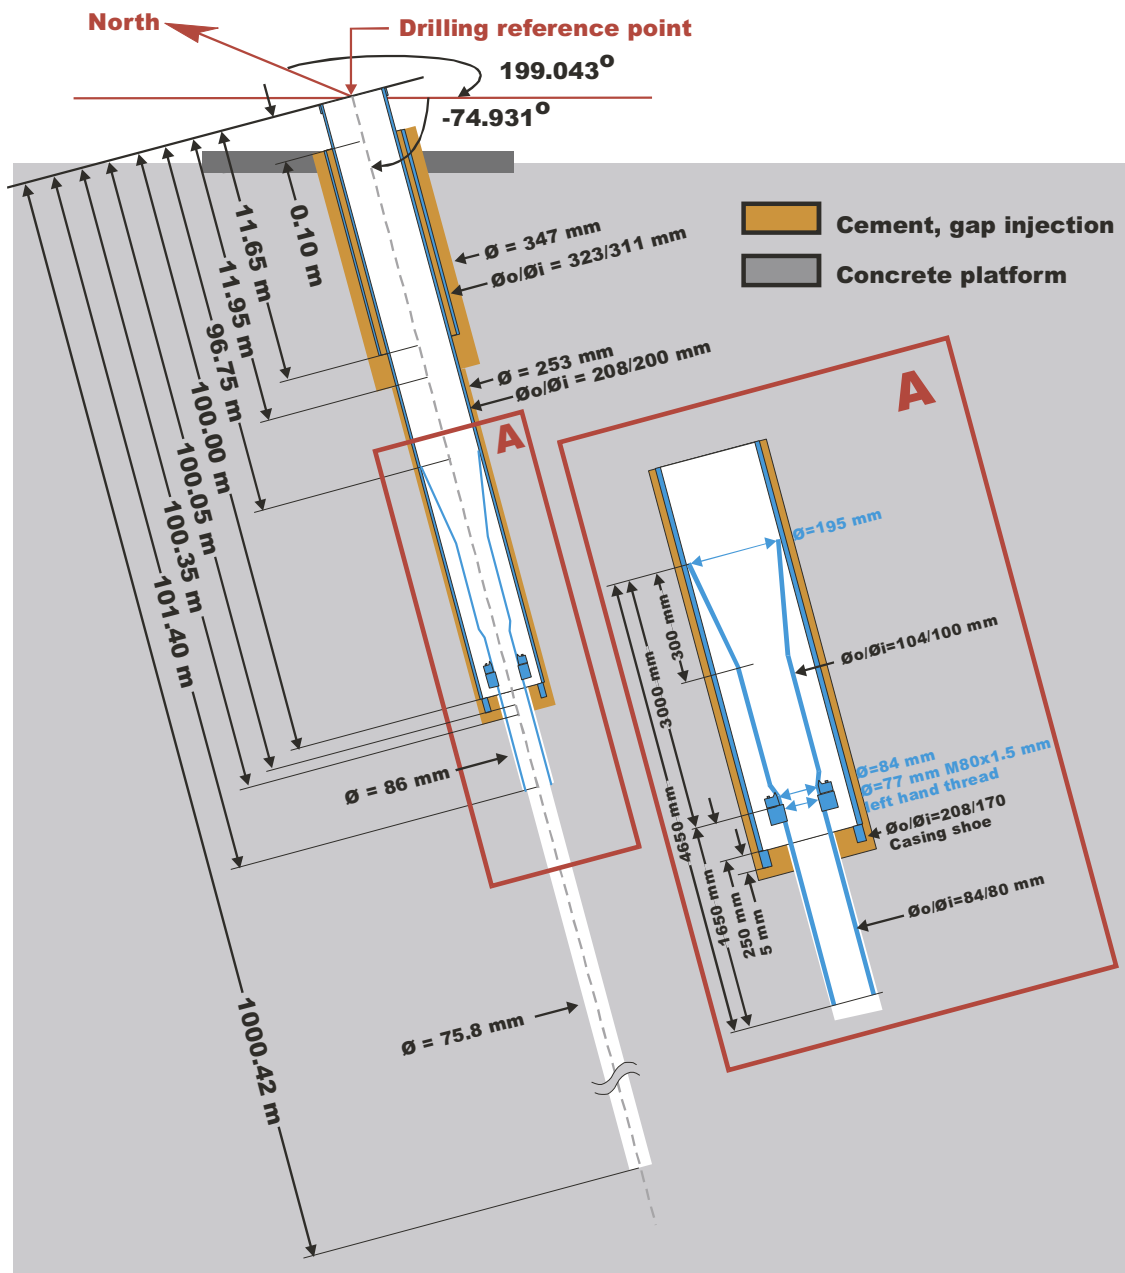 North
Drilling reference point
199.043°
-74.931°
0.10 m
11.65 m
11.95 m
96.75 m
100.00 m
100.05 m
100.35 m
101.40 m
1000.42 m
Ø = 347 mm
Øo/Øi = 323/311 mm
Ø = 253 mm
Øo/Øi = 208/200 mm
Cement, gap injection
Concrete platform
A
A
Ø=195 mm
300 mm
3000 mm
4650 mm
1650 mm
250 mm
5 mm
Øo/Øi=104/100 mm
Ø=84 mm
Ø=77 mm M80x1.5 mm
left hand thread
Øo/Øi=208/170
Casing shoe
Øo/Øi=84/80 mm
Ø = 86 mm
Ø = 75.8 mm